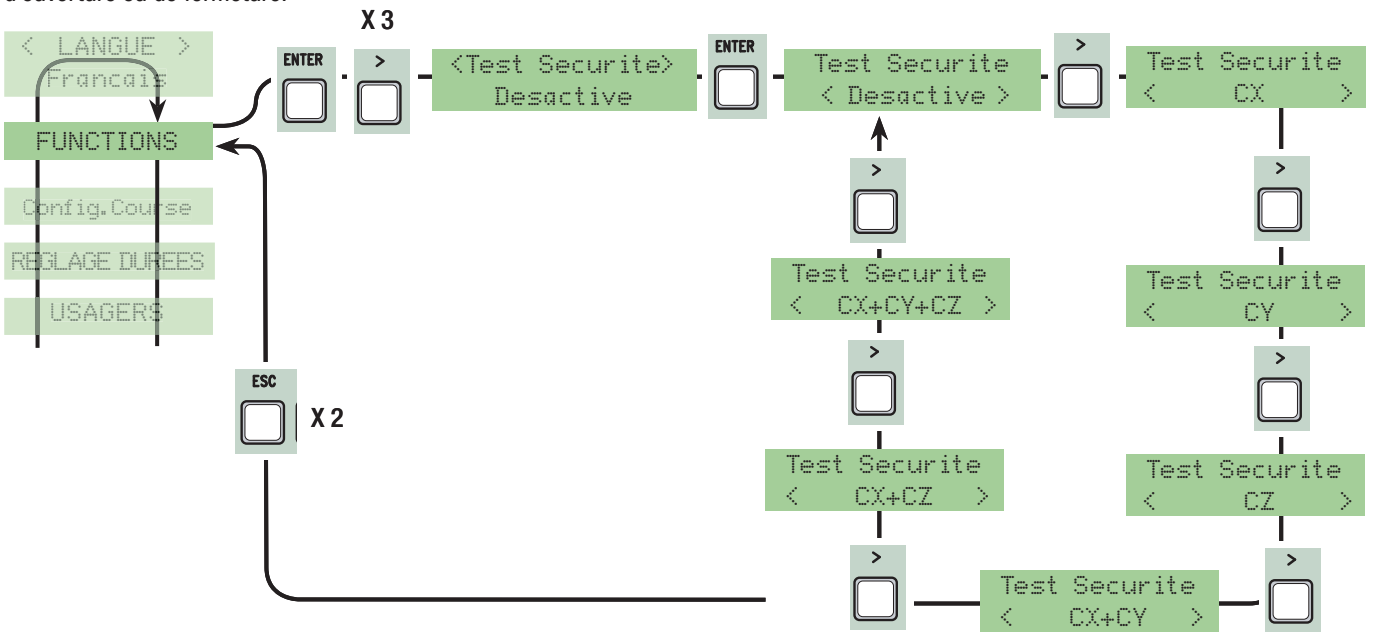 X 3
< LANGUE >
Francais
FUNCTIONS
Config.Course
REGLAGE DUREES
USAGERS
ENTER
>
<Test Securite>
Desactive
ENTER
Test Securite
< Desactive >
>
Test Securite
< CX >
>
Test Securite
< CY >
>
Test Securite
< CZ >
>
Test Securite
< CX+CY >
>
Test Securite
< CX+CZ >
>
Test Securite
< CX+CY+CZ >
>
ESC
X 2